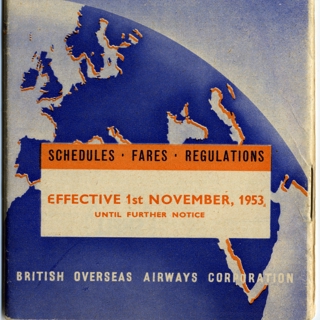 SCHEDULES · FARES · REGULATIONS
EFFECTIVE 1st NOVEMBER, 1953,
UNTIL FURTHER NOTICE
BRITISH OVERSEAS AIRWAYS CORPORATION